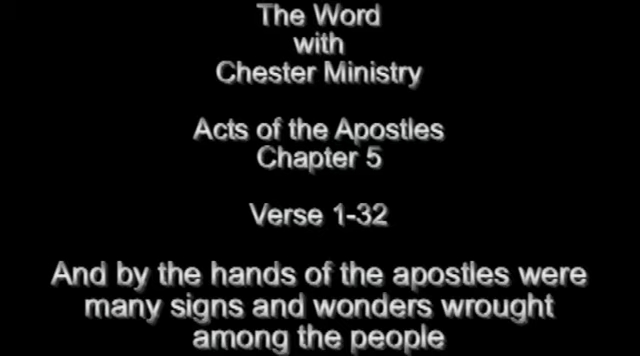 The Word
with
Chester Ministry
Acts of the Apostles
Chapter 5
Verse 1-32
And by the hands of the apostles were
many signs and wonders wrought
among the people